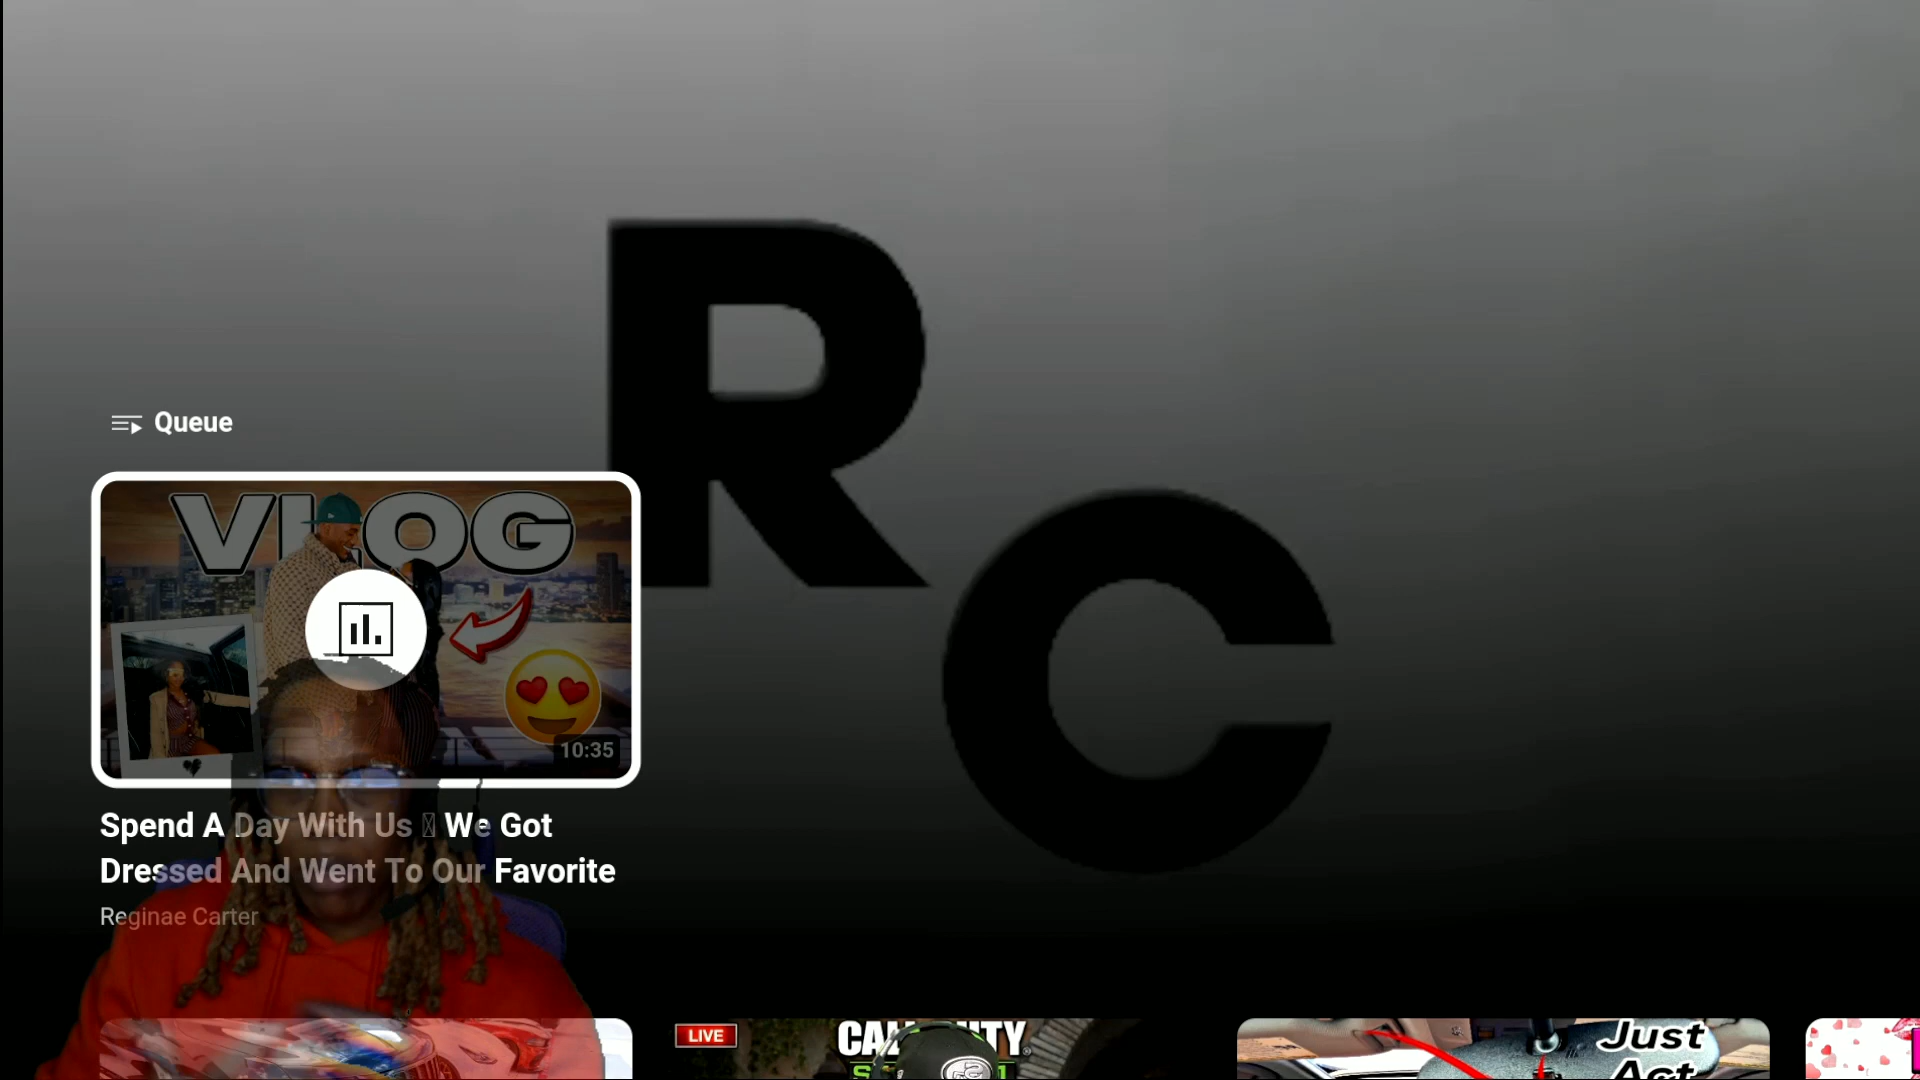 R
C
Queue
VLOG
10:35
Spend A Day With Us We Got
Dressed And Went To Our Favorite
Reginae Carter
LIVE
Just
Act